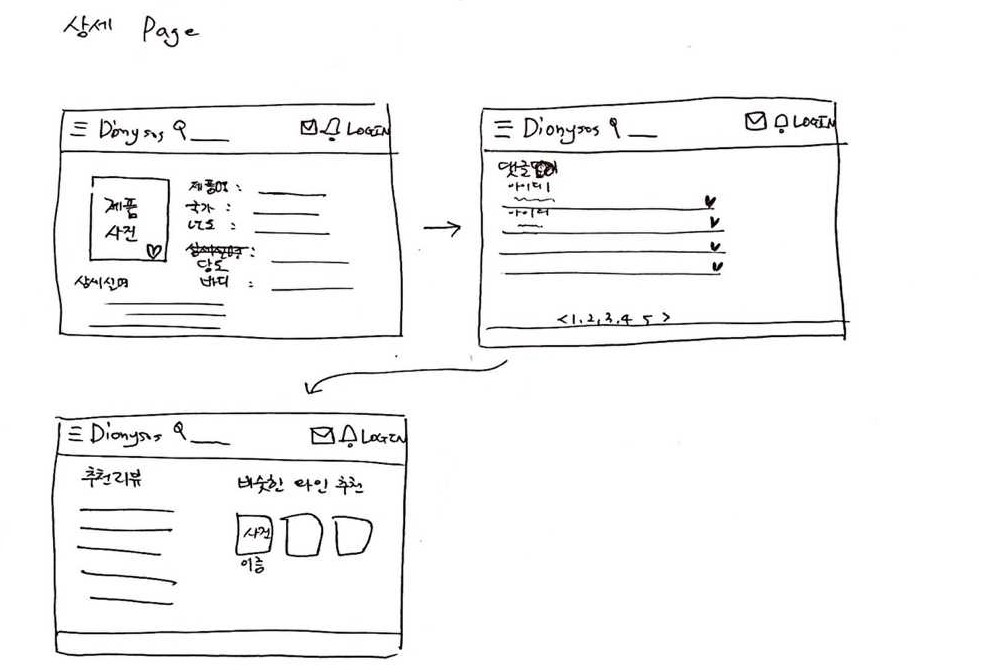 상세 Page
Dionysos LOGIN
제품
사진
제품명 :
국가 :
년도 :
당도 :
바디 :
상세설명
Dionysos LOGIN
댓글
아이디
아이디
<1, 2, 3, 4 5 >
Dionysos LOGIN
추천리뷰
비슷한 와인 추천
사진
이름